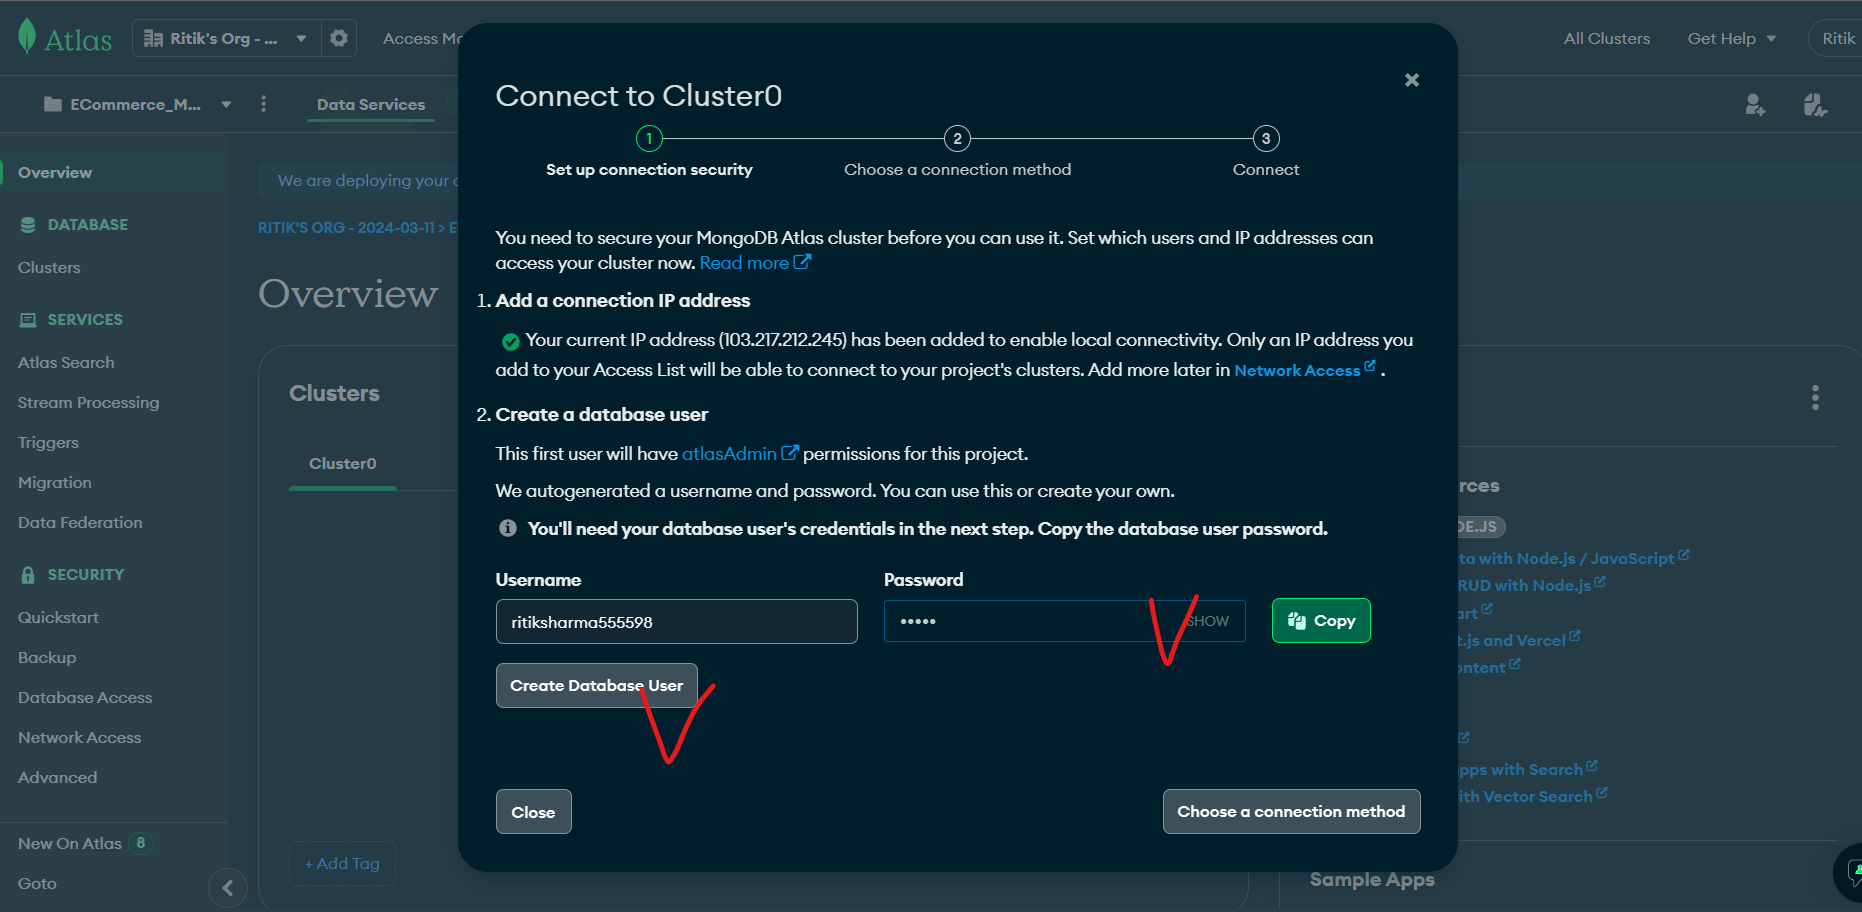 Atlas
Ritik's Org - ...
Access Ma
All Clusters
Get Help
Ritik
ECommerce_M...
Data Services
Overview
DATABASE
Clusters
SERVICES
Atlas Search
Stream Processing
Triggers
Migration
Data Federation
SECURITY
Quickstart
Backup
Database Access
Network Access
Advanced
New On Atlas 8
Goto
We are deploying your c
RITIK'S ORG - 2024-03-11 > E
Overview
Clusters
Cluster0
+ Add Tag
Connect to Cluster0
1
2
3
Set up connection security
Choose a connection method
Connect
You need to secure your MongoDB Atlas cluster before you can use it. Set which users and IP addresses can
access your cluster now. Read more
1. Add a connection IP address
Your current IP address (103.217.212.245) has been added to enable local connectivity. Only an IP address you
add to your Access List will be able to connect to your project's clusters. Add more later in Network Access .
2. Create a database user
This first user will have atlasAdmin permissions for this project.
We autogenerated a username and password. You can use this or create your own.
You'll need your database user's credentials in the next step. Copy the database user password.
Username
Password
ritiksharma555598
•••••
SHOW
Copy
Create Database User
Close
Choose a connection method
rces
DE.JS
ta with Node.js / JavaScript
RUD with Node.js
art
t.js and Vercel
ontent
pps with Search
ith Vector Search
Sample Apps